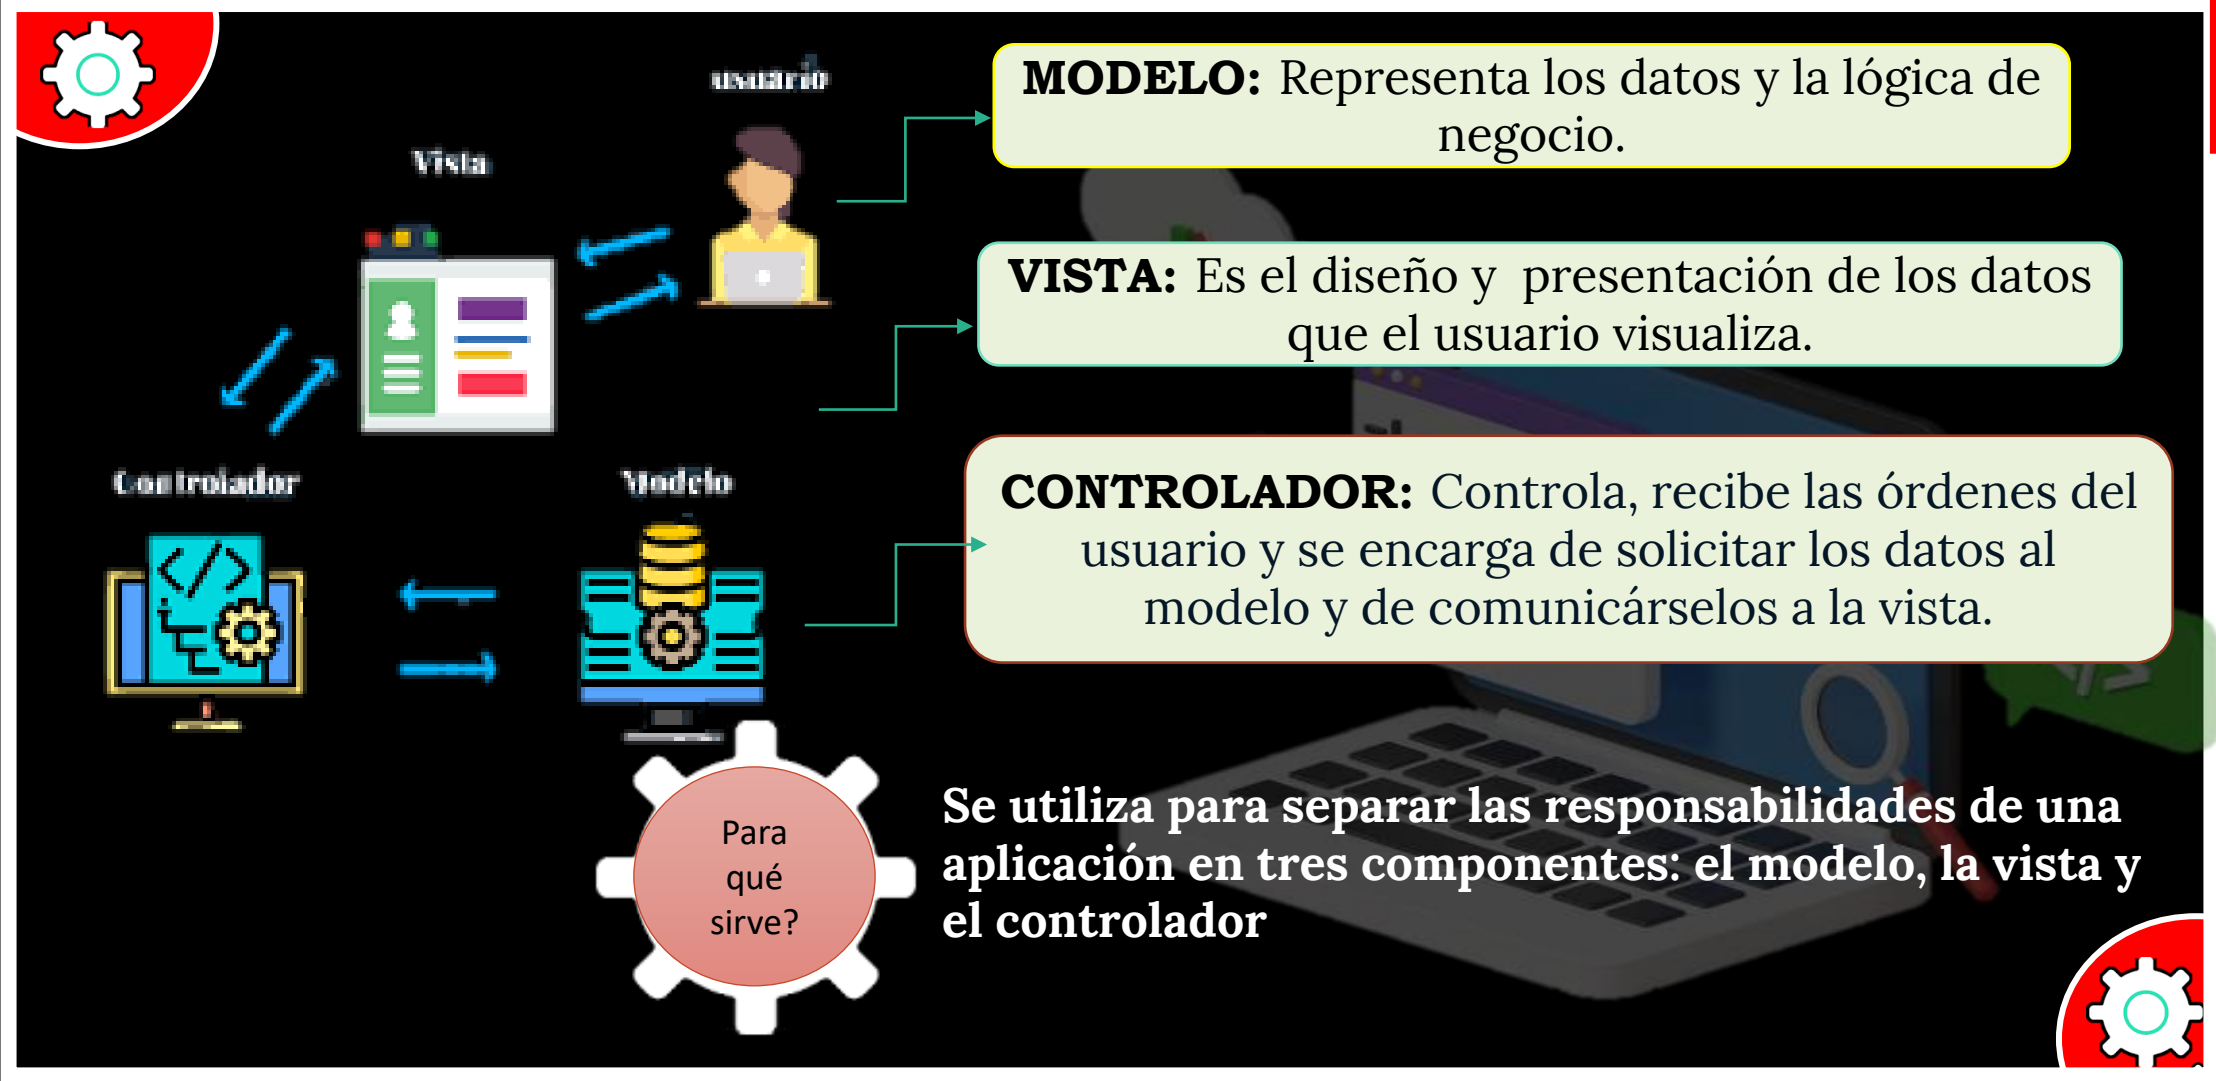 usuario
Vista
Controlador
Modelo
MODELO: Representa los datos y la lógica de
negocio.
VISTA: Es el diseño y  presentación de los datos
que el usuario visualiza.
CONTROLADOR: Controla, recibe las órdenes del
usuario y se encarga de solicitar los datos al
modelo y de comunicárselos a la vista.
Para
qué
sirve?
Se utiliza para separar las responsabilidades de una
aplicación en tres componentes: el modelo, la vista y
el controlador